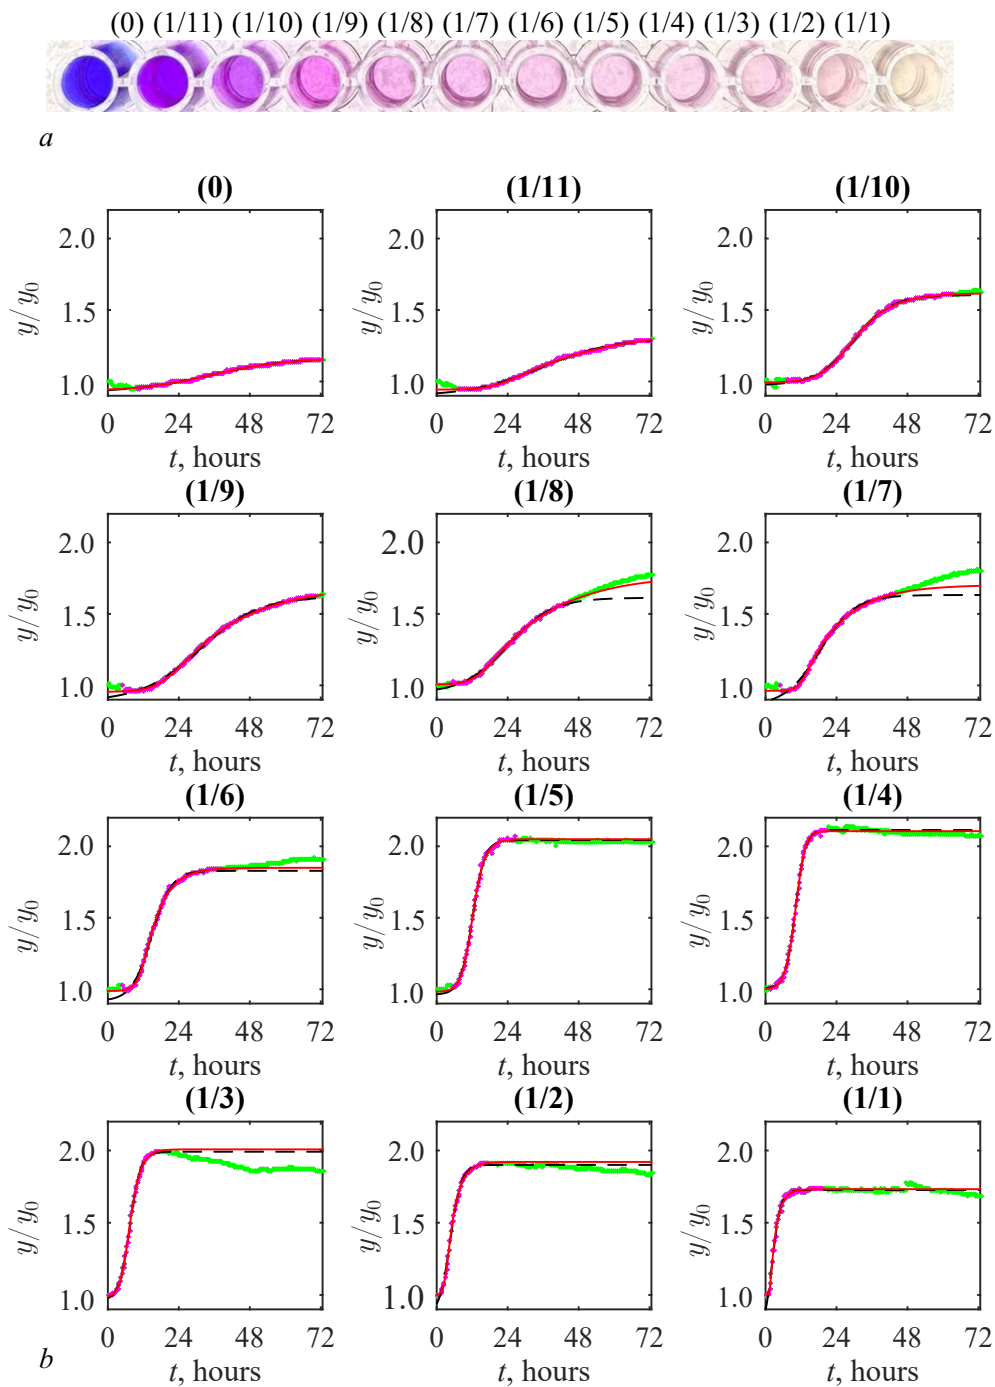 (0) (1/11) (1/10) (1/9) (1/8) (1/7) (1/6) (1/5) (1/4) (1/3) (1/2) (1/1)
a
(0) (1/11) (1/10)
2.0 2.0 2.0
y/y0 y/y0 y/y0
1.5 1.5 1.5
1.0 1.0 1.0
0 24 48 72 0 24 48 72 0 24 48 72
t, hours t, hours t, hours
(1/9) (1/8) (1/7)
2.0 2.0 2.0
y/y0 y/y0 y/y0
1.5 1.5 1.5
1.0 1.0 1.0
0 24 48 72 0 24 48 72 0 24 48 72
t, hours t, hours t, hours
(1/6) (1/5) (1/4)
2.0 2.0 2.0
y/y0 y/y0 y/y0
1.5 1.5 1.5
1.0 1.0 1.0
0 24 48 72 0 24 48 72 0 24 48 72
t, hours t, hours t, hours
(1/3) (1/2) (1/1)
2.0 2.0 2.0
y/y0 y/y0 y/y0
1.5 1.5 1.5
1.0 1.0 1.0
0 24 48 72 0 24 48 72 0 24 48 72
b
t, hours t, hours t, hours